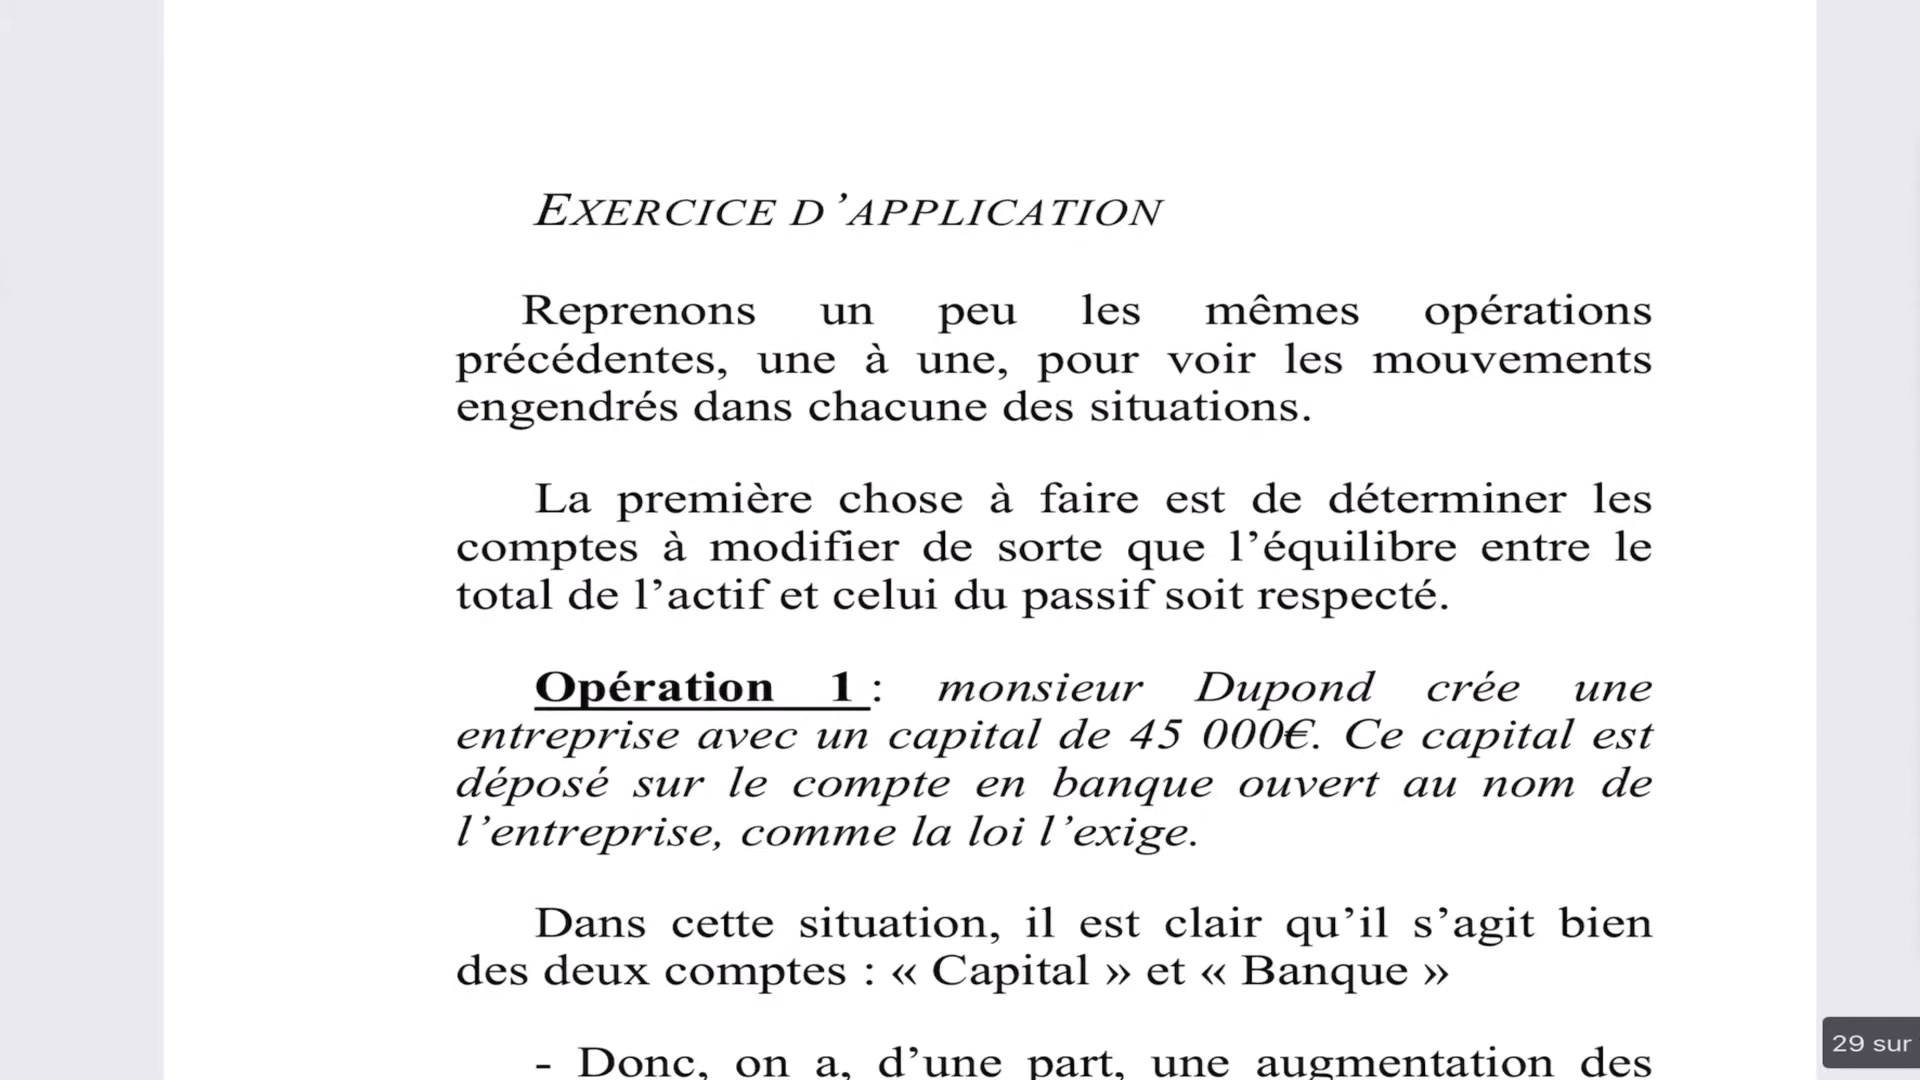 EXERCICE D’APPLICATION
Reprenons un peu les mêmes opérations
précédentes, une à une, pour voir les mouvements
engendrés dans chacune des situations.
La première chose à faire est de déterminer les
comptes à modifier de sorte que l’équilibre entre le
total de l’actif et celui du passif soit respecté.
Opération 1 : monsieur Dupond crée une
entreprise avec un capital de 45 000€. Ce capital est
déposé sur le compte en banque ouvert au nom de
l’entreprise, comme la loi l’exige.
Dans cette situation, il est clair qu’il s’agit bien
des deux comptes : « Capital » et « Banque »
- Donc, on a, d’une part, une augmentation des
29 sur